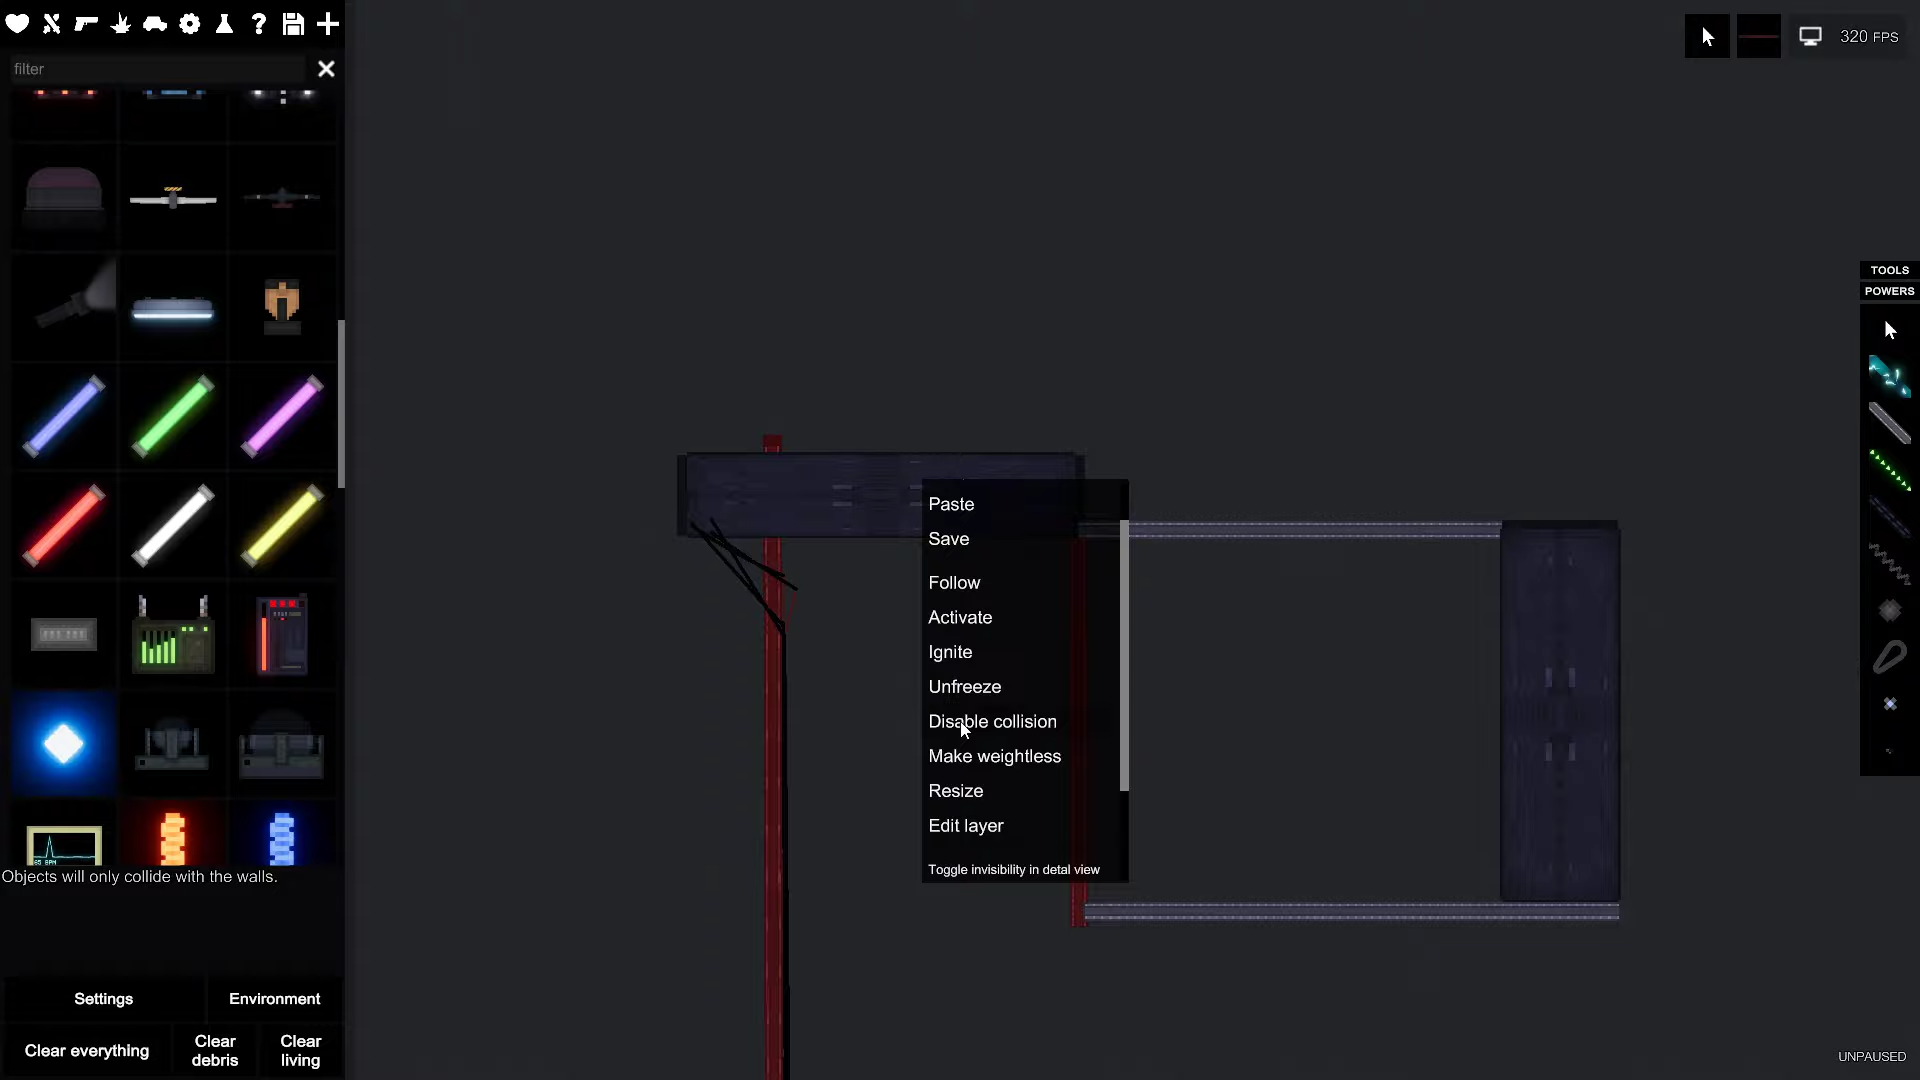 filter
320 FPS
TOOLS
POWERS
Paste
Save
Follow
Activate
Ignite
Unfreeze
Disable collision
Make weightless
Resize
Edit layer
Toggle invisibility in detal view
65 BPM
Objects will only collide with the walls.
Settings
Environment
Clear everything
Clear debris
Clear living
UNPAUSED